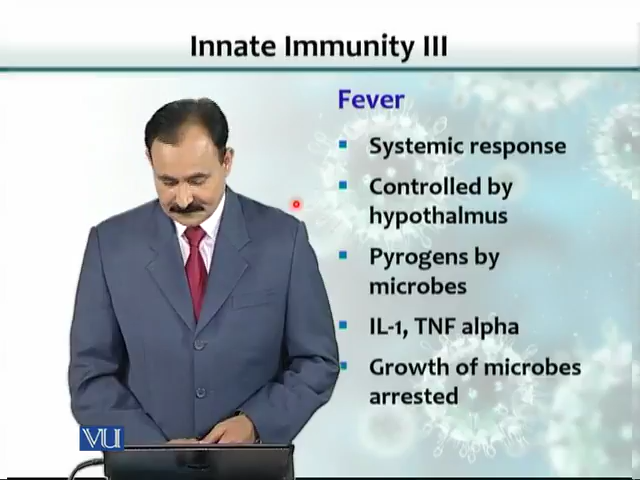 Innate Immunity III
Fever
Systemic response
Controlled by
hypothalmus
Pyrogens by
microbes
IL-1, TNF alpha
Growth of microbes
arrested
VU